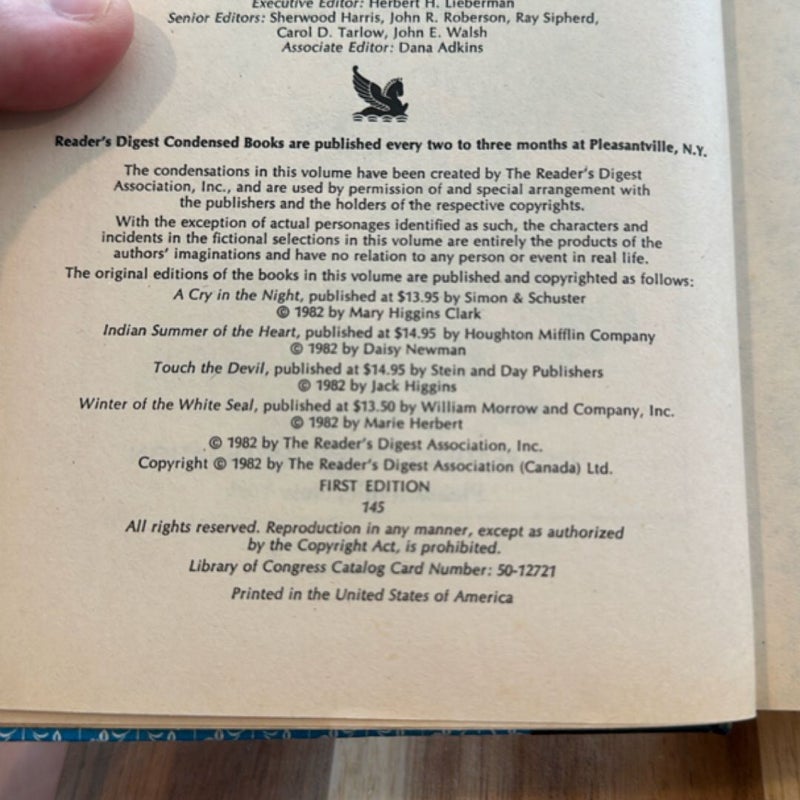 Executive Editor: Herbert H. Lieberman
Senior Editors: Sherwood Harris, John R. Roberson, Ray Sipherd,
Carol D. Tarlow, John E. Walsh
Associate Editor: Dana Adkins
Reader's Digest Condensed Books are published every two to three months at Pleasantville, N.Y.
The condensations in this volume have been created by The Reader's Digest
Association, Inc., and are used by permission of and special arrangement with
the publishers and the holders of the respective copyrights.
With the exception of actual personages identified as such, the characters and
incidents in the fictional selections in this volume are entirely the products of the
authors' imaginations and have no relation to any person or event in real life.
The original editions of the books in this volume are published and copyrighted as follows:
A Cry in the Night, published at $13.95 by Simon & Schuster
© 1982 by Mary Higgins Clark
Indian Summer of the Heart, published at $14.95 by Houghton Mifflin Company
© 1982 by Daisy Newman
Touch the Devil, published at $14.95 by Stein and Day Publishers
© 1982 by Jack Higgins
Winter of the White Seal, published at $13.50 by William Morrow and Company, Inc.
© 1982 by Marie Herbert
© 1982 by The Reader's Digest Association, Inc.
Copyright © 1982 by The Reader's Digest Association (Canada) Ltd.
FIRST EDITION
145
All rights reserved. Reproduction in any manner, except as authorized
by the Copyright Act, is prohibited.
Library of Congress Catalog Card Number: 50-12721
Printed in the United States of America